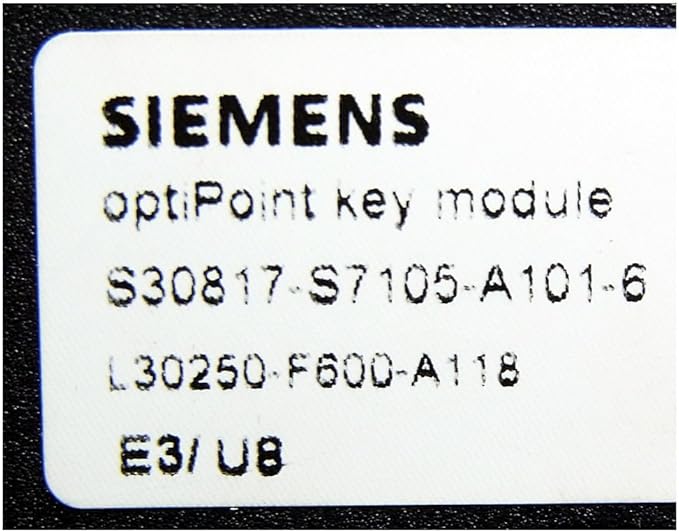 SIEMENS
optiPoint key module
S30817-S7105-A101-6
L30250-F600-A118
E3/ U8